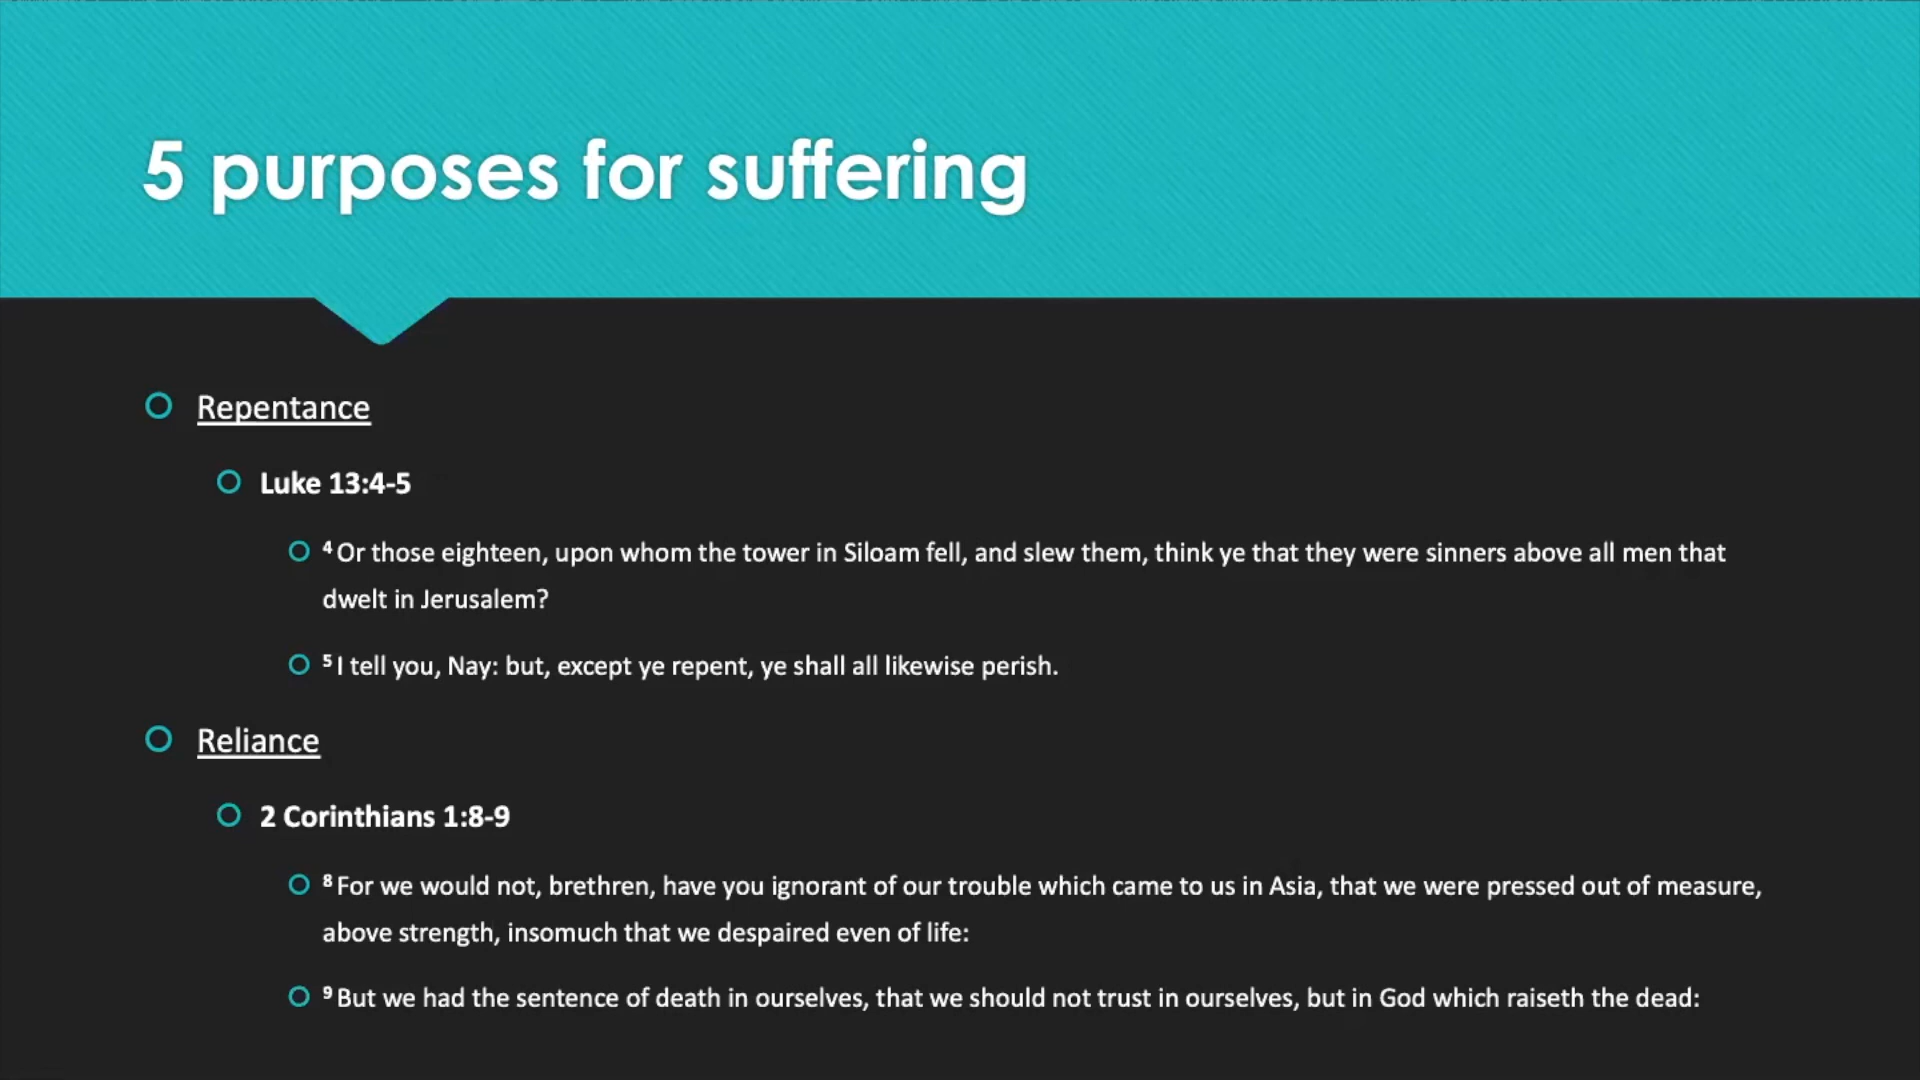 5 purposes for suffering
Repentance
Luke 13:4-5
⁴ Or those eighteen, upon whom the tower in Siloam fell, and slew them, think ye that they were sinners above all men that
dwelt in Jerusalem?
⁵ I tell you, Nay: but, except ye repent, ye shall all likewise perish.
Reliance
2 Corinthians 1:8-9
⁸ For we would not, brethren, have you ignorant of our trouble which came to us in Asia, that we were pressed out of measure,
above strength, insomuch that we despaired even of life:
⁹ But we had the sentence of death in ourselves, that we should not trust in ourselves, but in God which raiseth the dead: